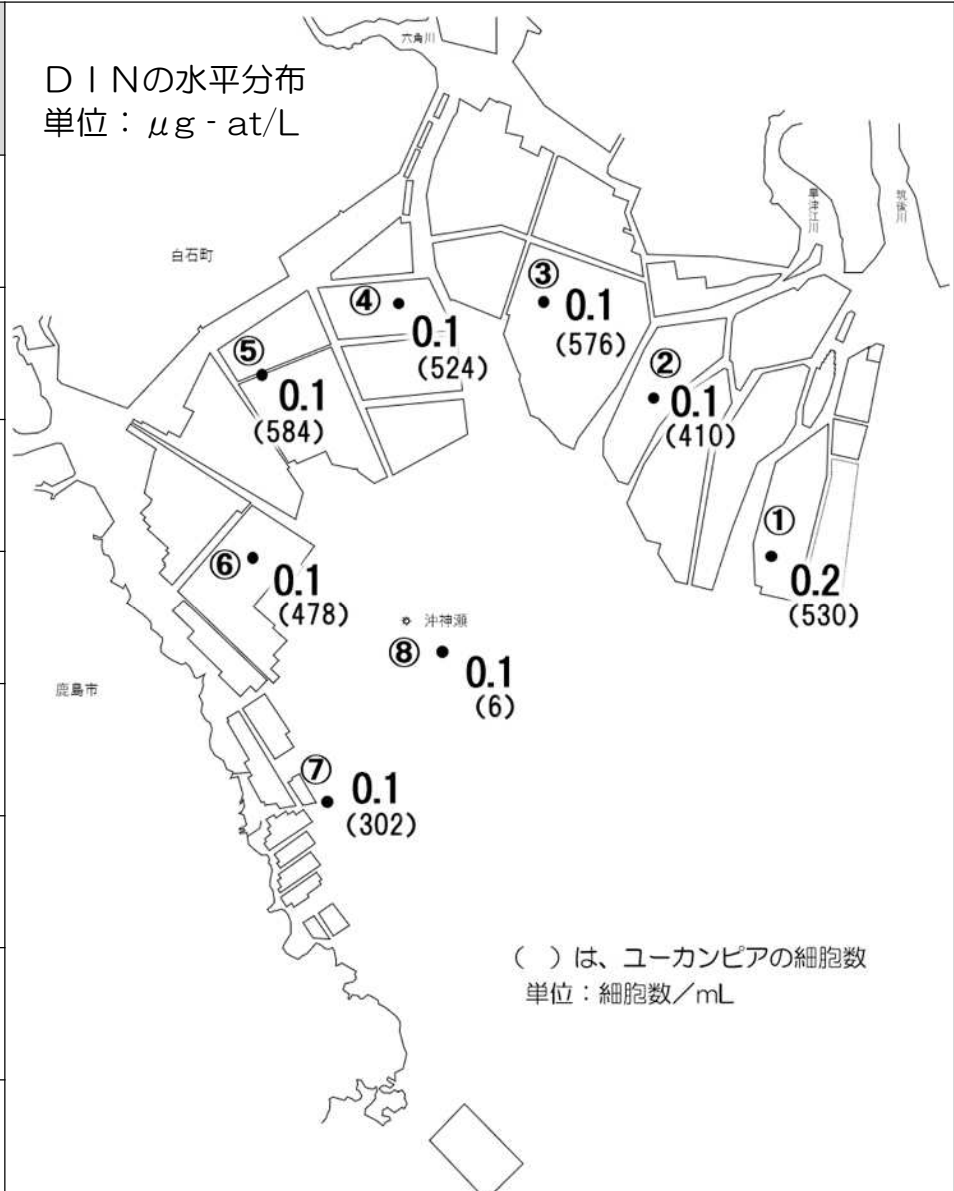 DINの水平分布
単位：μg‐at/L
六角川
早津江川
筑後川
白石町
③
0.1
(576)
④
0.1
(524)
⑤
0.1
(584)
②
0.1
(410)
①
0.2
(530)
⑥
0.1
(478)
沖神瀬
⑧
0.1
(6)
鹿島市
⑦
0.1
(302)
（　）は、ユーカンピアの細胞数
単位：細胞数／mL